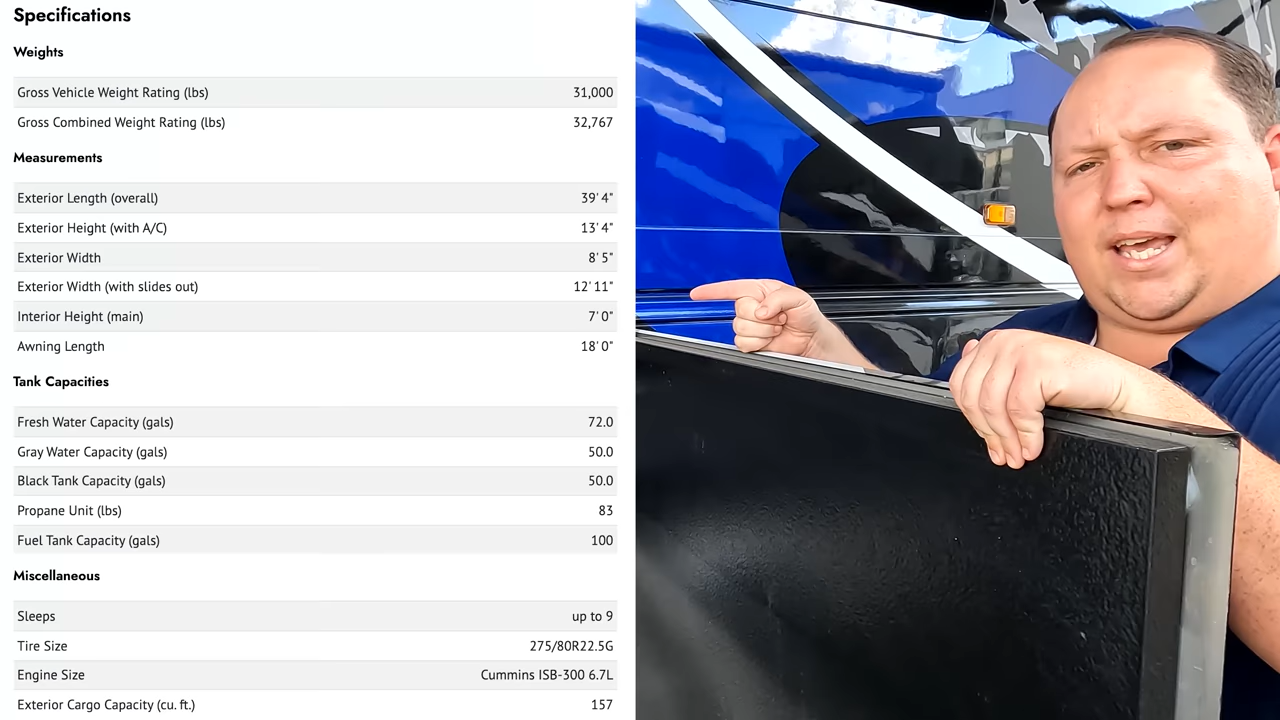 Specifications
Weights
Gross Vehicle Weight Rating (lbs) 31,000
Gross Combined Weight Rating (lbs) 32,767
Measurements
Exterior Length (overall) 39' 4"
Exterior Height (with A/C) 13' 4"
Exterior Width 8' 5"
Exterior Width (with slides out) 12' 11"
Interior Height (main) 7' 0"
Awning Length 18' 0"
Tank Capacities
Fresh Water Capacity (gals) 72.0
Gray Water Capacity (gals) 50.0
Black Tank Capacity (gals) 50.0
Propane Unit (lbs) 83
Fuel Tank Capacity (gals) 100
Miscellaneous
Sleeps up to 9
Tire Size 275/80R22.5G
Engine Size Cummins ISB-300 6.7L
Exterior Cargo Capacity (cu. ft.) 157